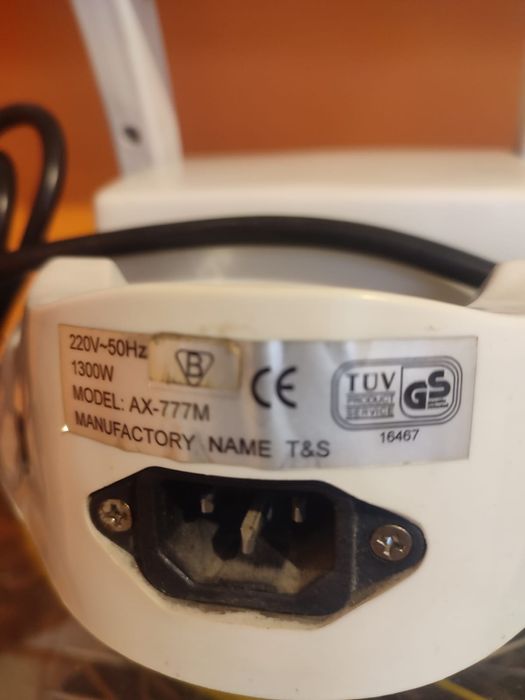 220V~50Hz
1300W
MODEL: AX-777M
MANUFACTORY NAME T&S
B
CE
TUV
PRODUCT
SERVICE
GS
16467